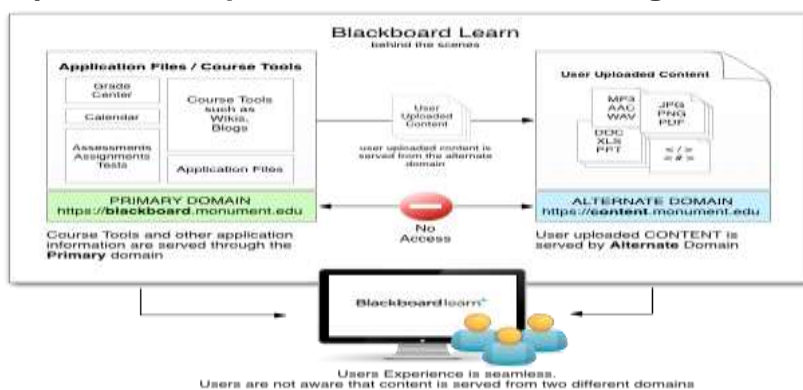 Blackboard Learn
behind the scenes
Application Files / Course Tools
Grade
Center
Calendar
Assessments
Assignments
Tests
Course Tools
such as
Wikis,
Blogs
Application Files
PRIMARY DOMAIN
https://blackboard.monument.edu
Course Tools and other application
information are served through the
Primary domain
User
Uploaded
Content
user uploaded content is
served from the alternate
domain
No
Access
User Uploaded Content
MP3
AAC
WAV
JPG
PNG
PDF
DOC
XLS
PPT
< / >
< # >
ALTERNATE DOMAIN
https://content.monument.edu
User uploaded CONTENT is
served by Alternate Domain
Blackboard learn+
Users Experience is seamless.
Users are not aware that content is served from two different domains